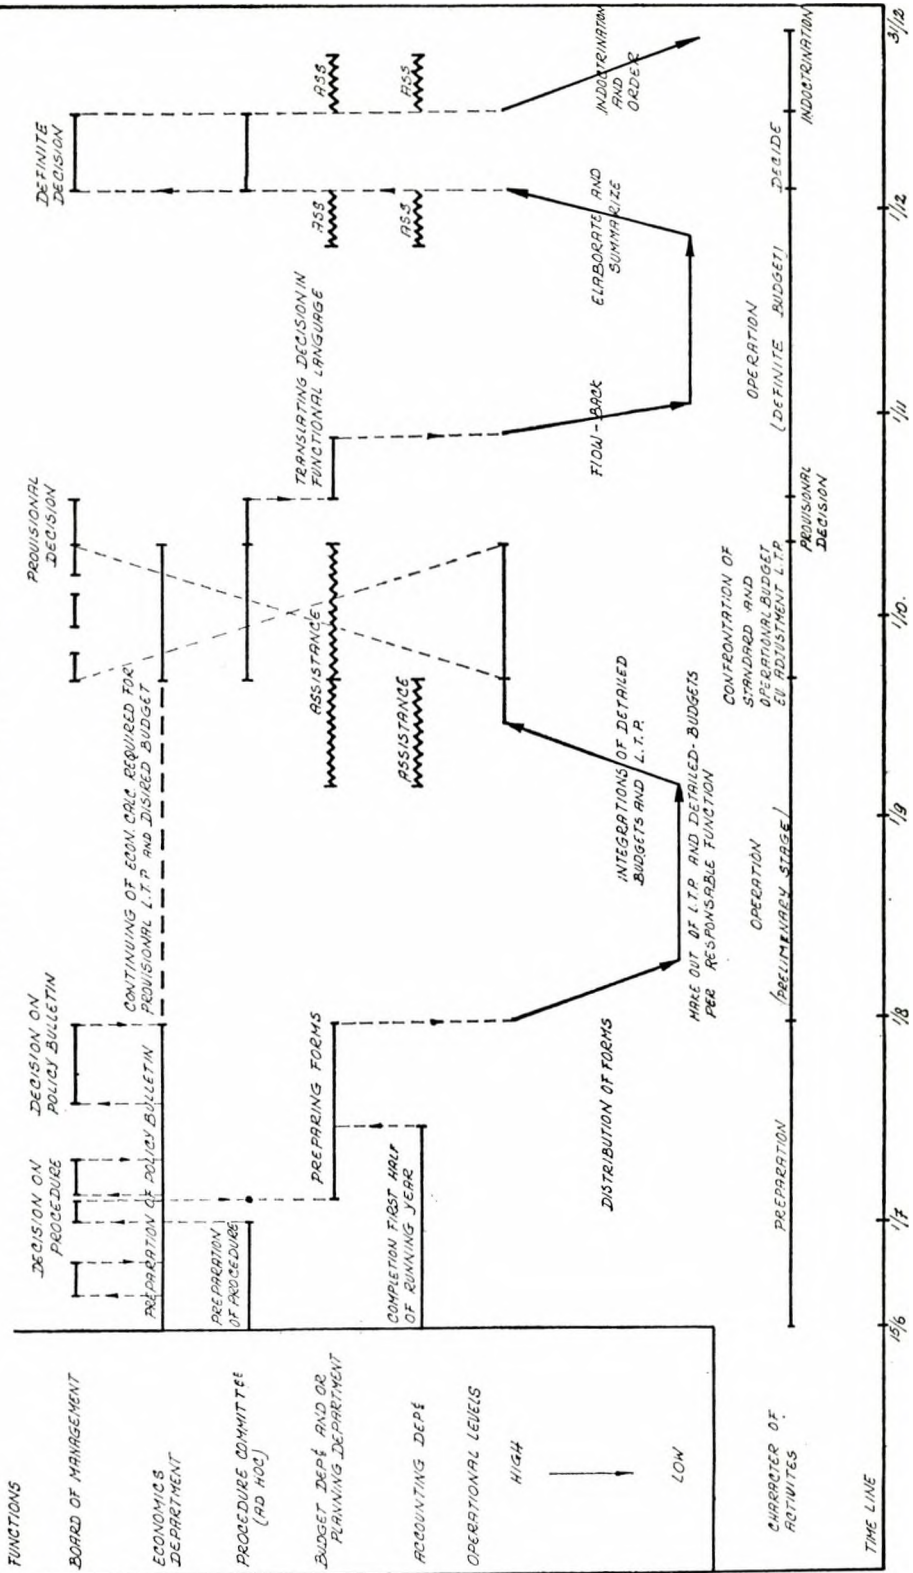 FUNCTIONS
BOARD OF MANAGEMENT
DECISION ON
PROCEDURE
DECISION ON
POLICY BULLETIN
PROVISIONAL
DECISION
DEFINITE
DECISION
ECONOMICS
DEPARTMENT
PREPARATION OF POLICY BULLETIN
CONTINUING OF ECON. CALC. REQUIRED FOR
PROVISIONAL L.T.P. AND DISIRED BUDGET
PROCEDURE COMMITTEE
(AD HOC)
PREPARATION
OF PROCEDURE
BUDGET DEPT AND OR
PLANNING DEPARTMENT
PREPARING FORMS
ASSISTANCE
TRANSLATING DECISION IN
FUNCTIONAL LANGUAGE
ASS
ASS
ACCOUNTING DEPT
COMPLETION FIRST HALF
OF RUNNING YEAR
ASSISTANCE
ASS
ASS
OPERATIONAL LEVELS
HIGH
LOW
DISTRIBUTION OF FORMS
MAKE OUT OF L.T.P. AND DETAILED-BUDGETS
PER RESPONSABLE FUNCTION
INTEGRATIONS OF DETAILED
BUDGETS AND L.T.P.
FLOW-BACK
ELABORATE AND
SUMMARIZE
INDOCTRINATION
AND
ORDER
CHARACTER OF
ACTIVITES
PREPARATION
OPERATION
(PRELIMENARY STAGE)
CONFRONTATION OF
STANDARD AND
OPERATIONAL BUDGET
EV ADJUSTMENT L.T.P.
PROVISIONAL
DECISION
OPERATION
(DEFINITE BUDGET)
DECIDE
INDOCTRINATION
TIME LINE
15/6
1/7
1/8
1/9
1/10.
1/11
1/12
31/12